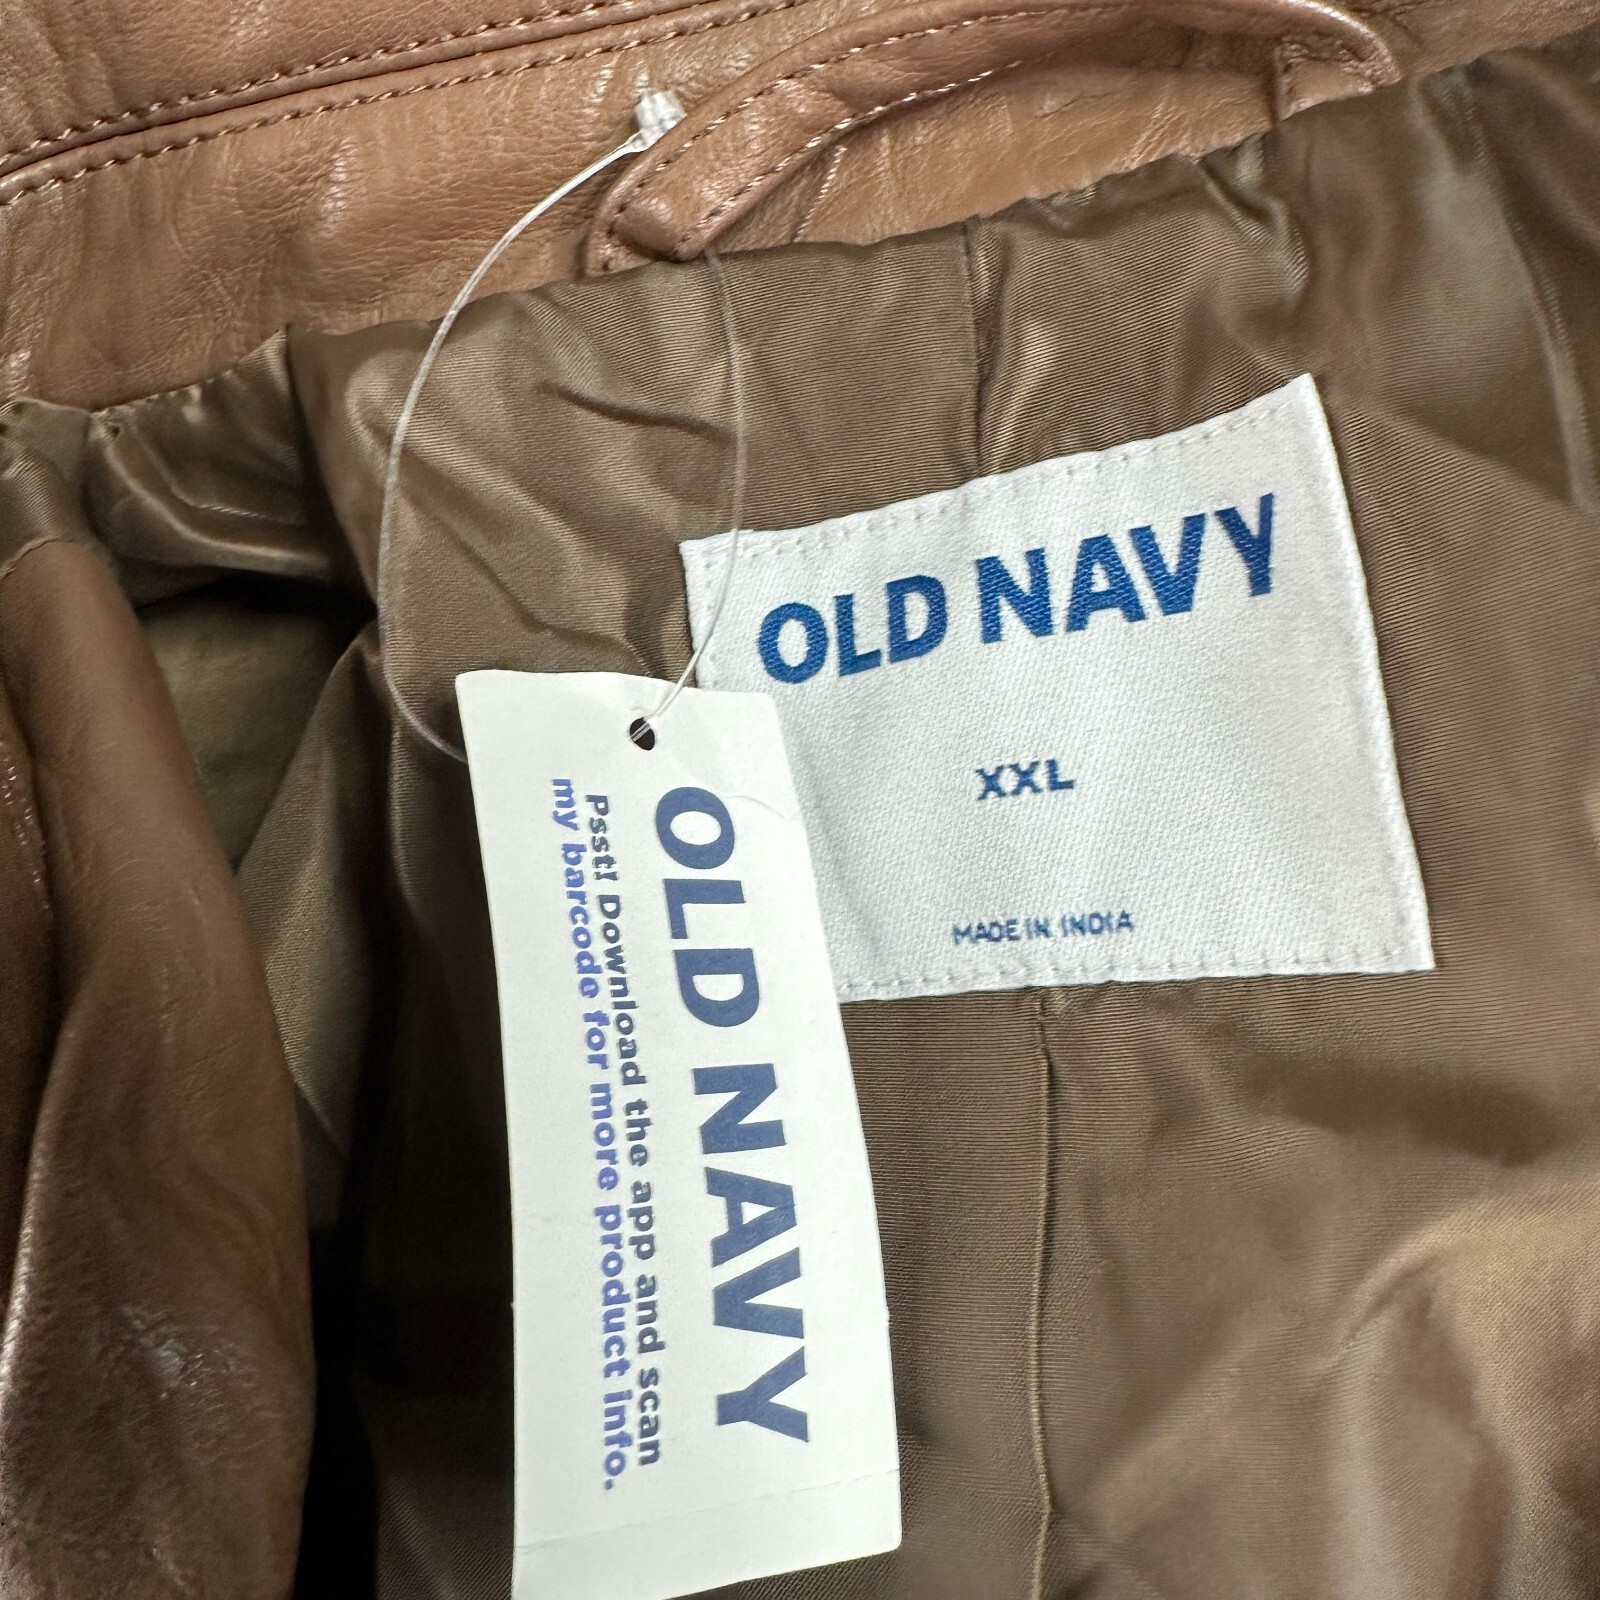 OLD NAVY
XXL
MADE IN INDIA
OLD NAVY
Psst! Download the app and scan
my barcode for more product info.